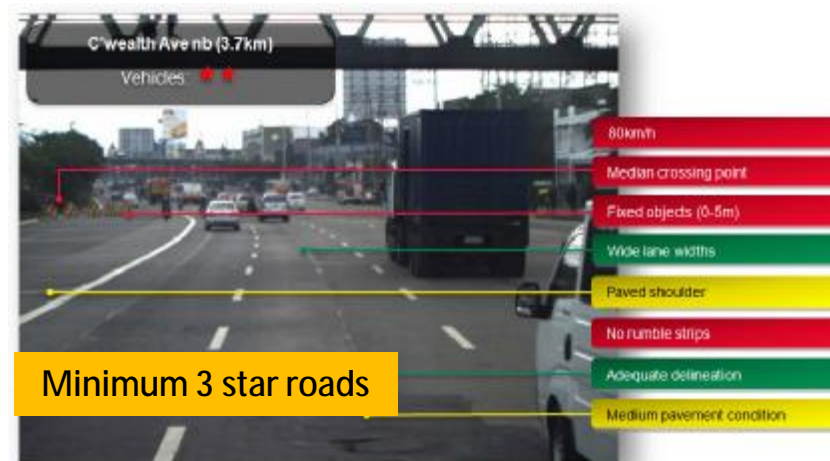 C'wealth Ave nb (3.7km)
Vehicles: ★★
80km/h
Median crossing point
Fixed objects (0-5m)
Wide lane widths
Paved shoulder
No rumble strips
Adequate delineation
Medium pavement condition
Minimum 3 star roads